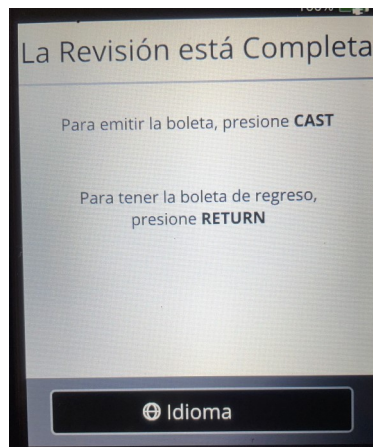 La Revisión está Completa
Para emitir la boleta, presione CAST
Para tener la boleta de regreso,
presione RETURN
Idioma